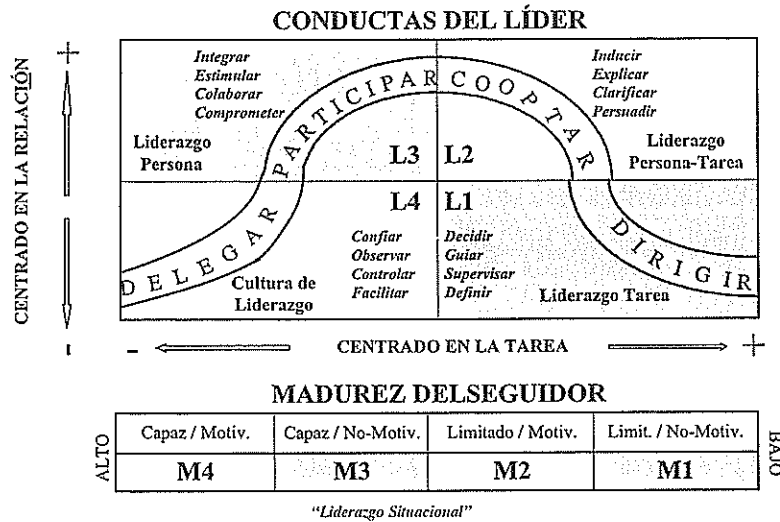 CONDUCTAS DEL LÍDER
CENTRADO EN LA RELACIÓN
+
-
Integrar
Estimular
Colaborar
Comprometer
Inducir
Explicar
Clarificar
Persuadir
Liderazgo
Persona
Liderazgo
Persona-Tarea
DELEGAR PARTICIPAR COOPTAR DIRIGIR
L3 L2
L4 L1
Confiar
Observar
Controlar
Facilitar
Decidir
Guiar
Supervisar
Definir
Cultura de
Liderazgo
Liderazgo Tarea
- CENTRADO EN LA TAREA +
MADUREZ DELSEGUIDOR
ALTO
Capaz / Motiv. Capaz / No-Motiv. Limitado / Motiv. Limit. / No-Motiv.
M4 M3 M2 M1
BAJO
“Liderazgo Situacional”